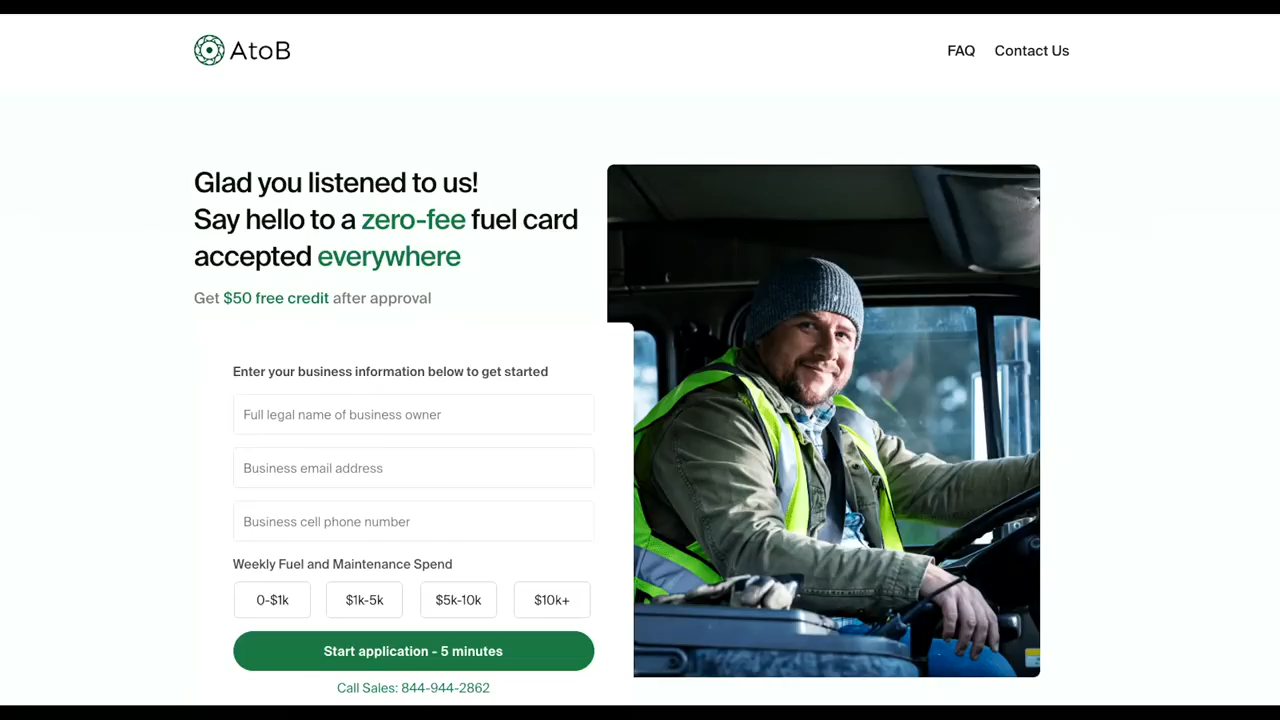 AtoB
FAQ
Contact Us
Glad you listened to us!
Say hello to a zero-fee fuel card
accepted everywhere
Get $50 free credit after approval
Enter your business information below to get started
Full legal name of business owner
Business email address
Business cell phone number
Weekly Fuel and Maintenance Spend
0-$1k
$1k-5k
$5k-10k
$10k+
Start application - 5 minutes
Call Sales: 844-944-2862